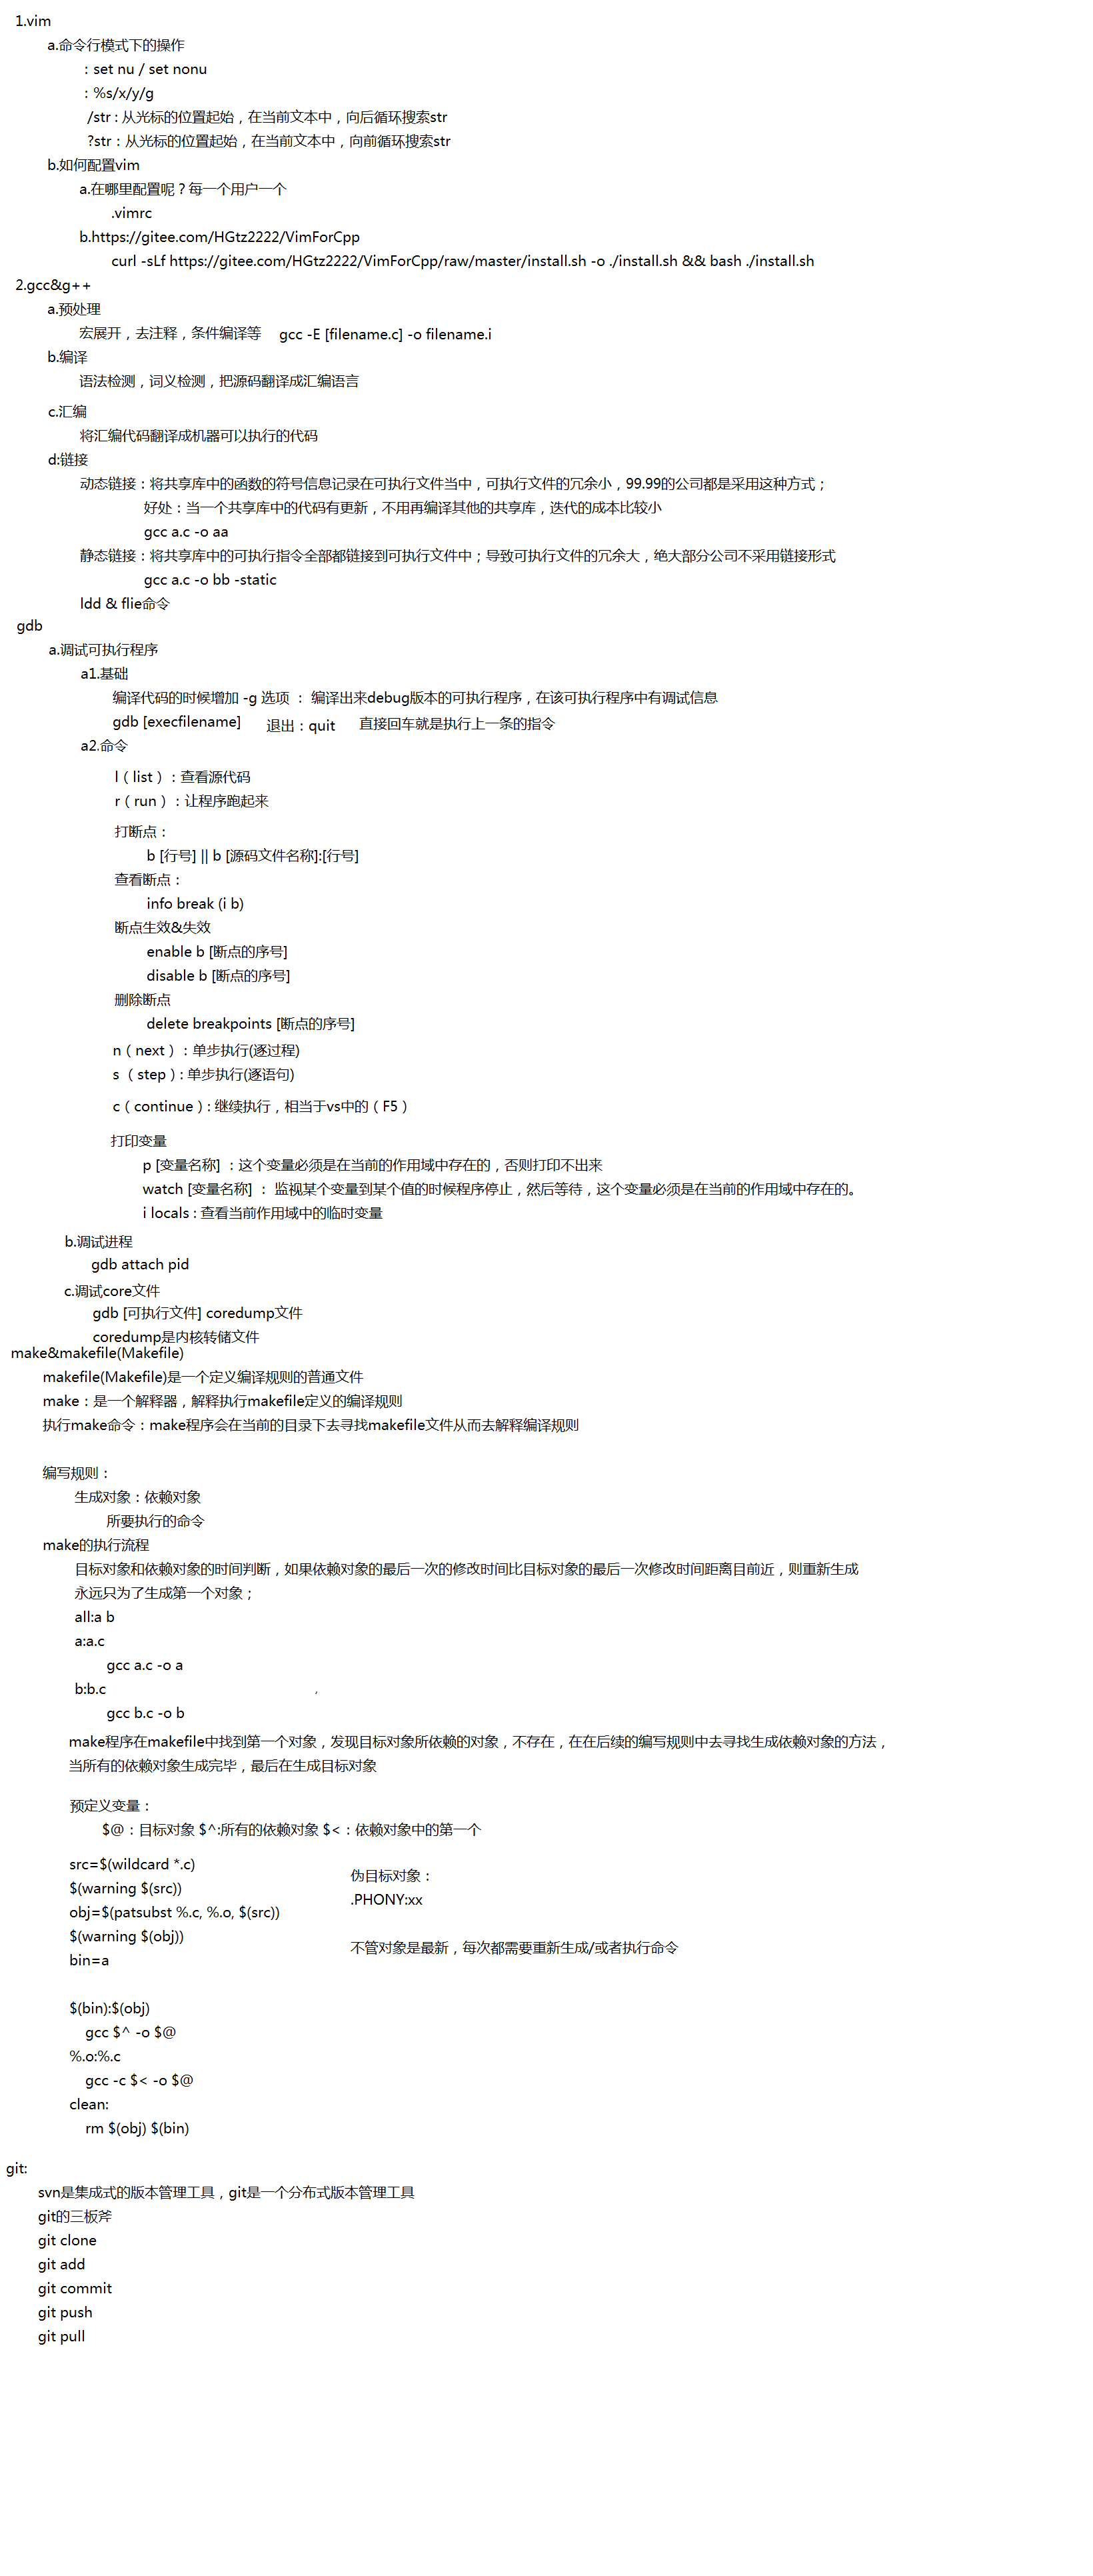 1.vim
a.命令行模式下的操作
: set nu / set nonu
: %s/x/y/g
/str : 从光标的位置起始，在当前文本中，向后循环搜索str
?str：从光标的位置起始，在当前文本中，向前循环搜索str
b.如何配置vim
a.在哪里配置呢？每一个用户一个
.vimrc
b.https://gitee.com/HGtz2222/VimForCpp
curl -sLf https://gitee.com/HGtz2222/VimForCpp/raw/master/install.sh -o ./install.sh && bash ./install.sh
2.gcc&g++
a.预处理
宏展开，去注释，条件编译等 gcc -E [filename.c] -o filename.i
b.编译
语法检测，词义检测，把源码翻译成汇编语言
c.汇编
将汇编代码翻译成机器可以执行的代码
d:链接
动态链接：将共享库中的函数的符号信息记录在可执行文件当中，可执行文件的冗余小，99.99的公司都是采用这种方式；
好处：当一个共享库中的代码有更新，不用再编译其他的共享库，迭代的成本比较小
gcc a.c -o aa
静态链接：将共享库中的可执行指令全部都链接到可执行文件中；导致可执行文件的冗余大，绝大部分公司不采用链接形式
gcc a.c -o bb -static
ldd & flie命令
gdb
a.调试可执行程序
a1.基础
编译代码的时候增加 -g 选项 ： 编译出来debug版本的可执行程序，在该可执行程序中有调试信息
gdb [execfilename] 退出：quit 直接回车就是执行上一条的指令
a2.命令
l（list）：查看源代码
r（run）：让程序跑起来
打断点：
b [行号] || b [源码文件名称]:[行号]
查看断点：
info break (i b)
断点生效&失效
enable b [断点的序号]
disable b [断点的序号]
删除断点
delete breakpoints [断点的序号]
n（next）：单步执行(逐过程)
s （step）: 单步执行(逐语句)
c（continue）: 继续执行，相当于vs中的（F5）
打印变量
p [变量名称] ：这个变量必须是在当前的作用域中存在的，否则打印不出来
watch [变量名称] ： 监视某个变量到某个值的时候程序停止，然后等待，这个变量必须是在当前的作用域中存在的。
i locals : 查看当前作用域中的临时变量
b.调试进程
gdb attach pid
c.调试core文件
gdb [可执行文件] coredump文件
coredump是内核转储文件
make&makefile(Makefile)
makefile(Makefile)是一个定义编译规则的普通文件
make：是一个解释器，解释执行makefile定义的编译规则
执行make命令：make程序会在当前的目录下去寻找makefile文件从而去解释编译规则
编写规则：
生成对象：依赖对象
所要执行的命令
make的执行流程
目标对象和依赖对象的时间判断，如果依赖对象的最后一次的修改时间比目标对象的最后一次修改时间距离目前近，则重新生成
永远只为了生成第一个对象；
all:a b
a:a.c
gcc a.c -o a
b:b.c
gcc b.c -o b
make程序在makefile中找到第一个对象，发现目标对象所依赖的对象，不存在，在在后续的编写规则中去寻找生成依赖对象的方法，
当所有的依赖对象生成完毕，最后在生成目标对象
预定义变量：
$@：目标对象 $^:所有的依赖对象 $<：依赖对象中的第一个
src=$(wildcard *.c)
$(warning $(src))
obj=$(patsubst %.c, %.o, $(src))
$(warning $(obj))
bin=a
伪目标对象：
.PHONY:xx
不管对象是最新，每次都需要重新生成/或者执行命令
$(bin):$(obj)
gcc $^ -o $@
%.o:%.c
gcc -c $< -o $@
clean:
rm $(obj) $(bin)
git:
svn是集成式的版本管理工具，git是一个分布式版本管理工具
git的三板斧
git clone
git add
git commit
git push
git pull